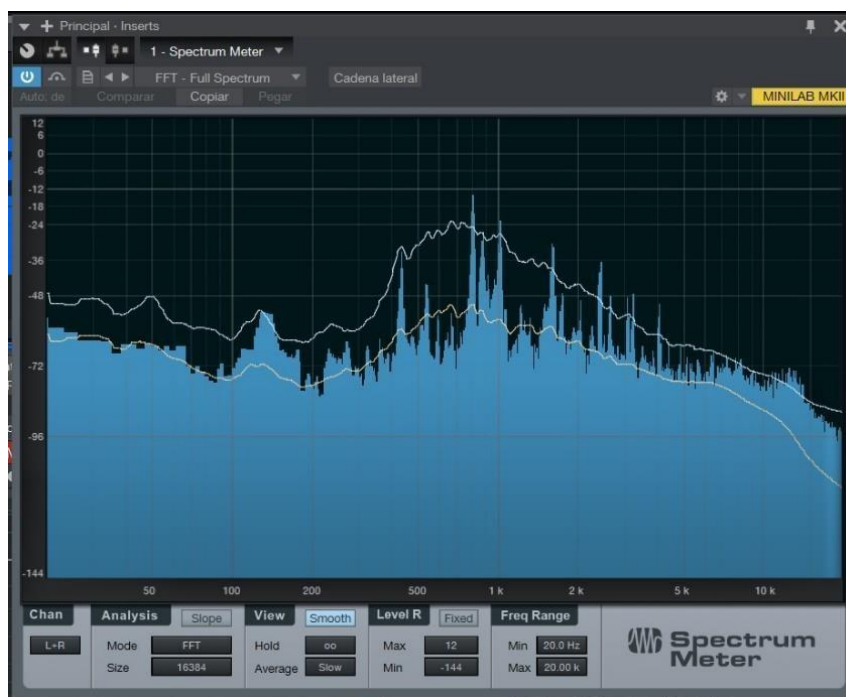 Principal - Inserts
1 - Spectrum Meter
FFT - Full Spectrum
Cadena lateral
Auto: de
Comparar
Copiar
Pegar
MINILAB MKII
12
6
0
-6
-12
-18
-24
-36
-48
-72
-96
-144
50 100 200 500 1 k 2 k 5 k 10 k
Chan
L+R
Analysis Slope
Mode FFT
Size 16384
View Smooth
Hold ∞
Average Slow
Level R Fixed
Max 12
Min -144
Freq Range
Min 20.0 Hz
Max 20.00 k
Spectrum
Meter